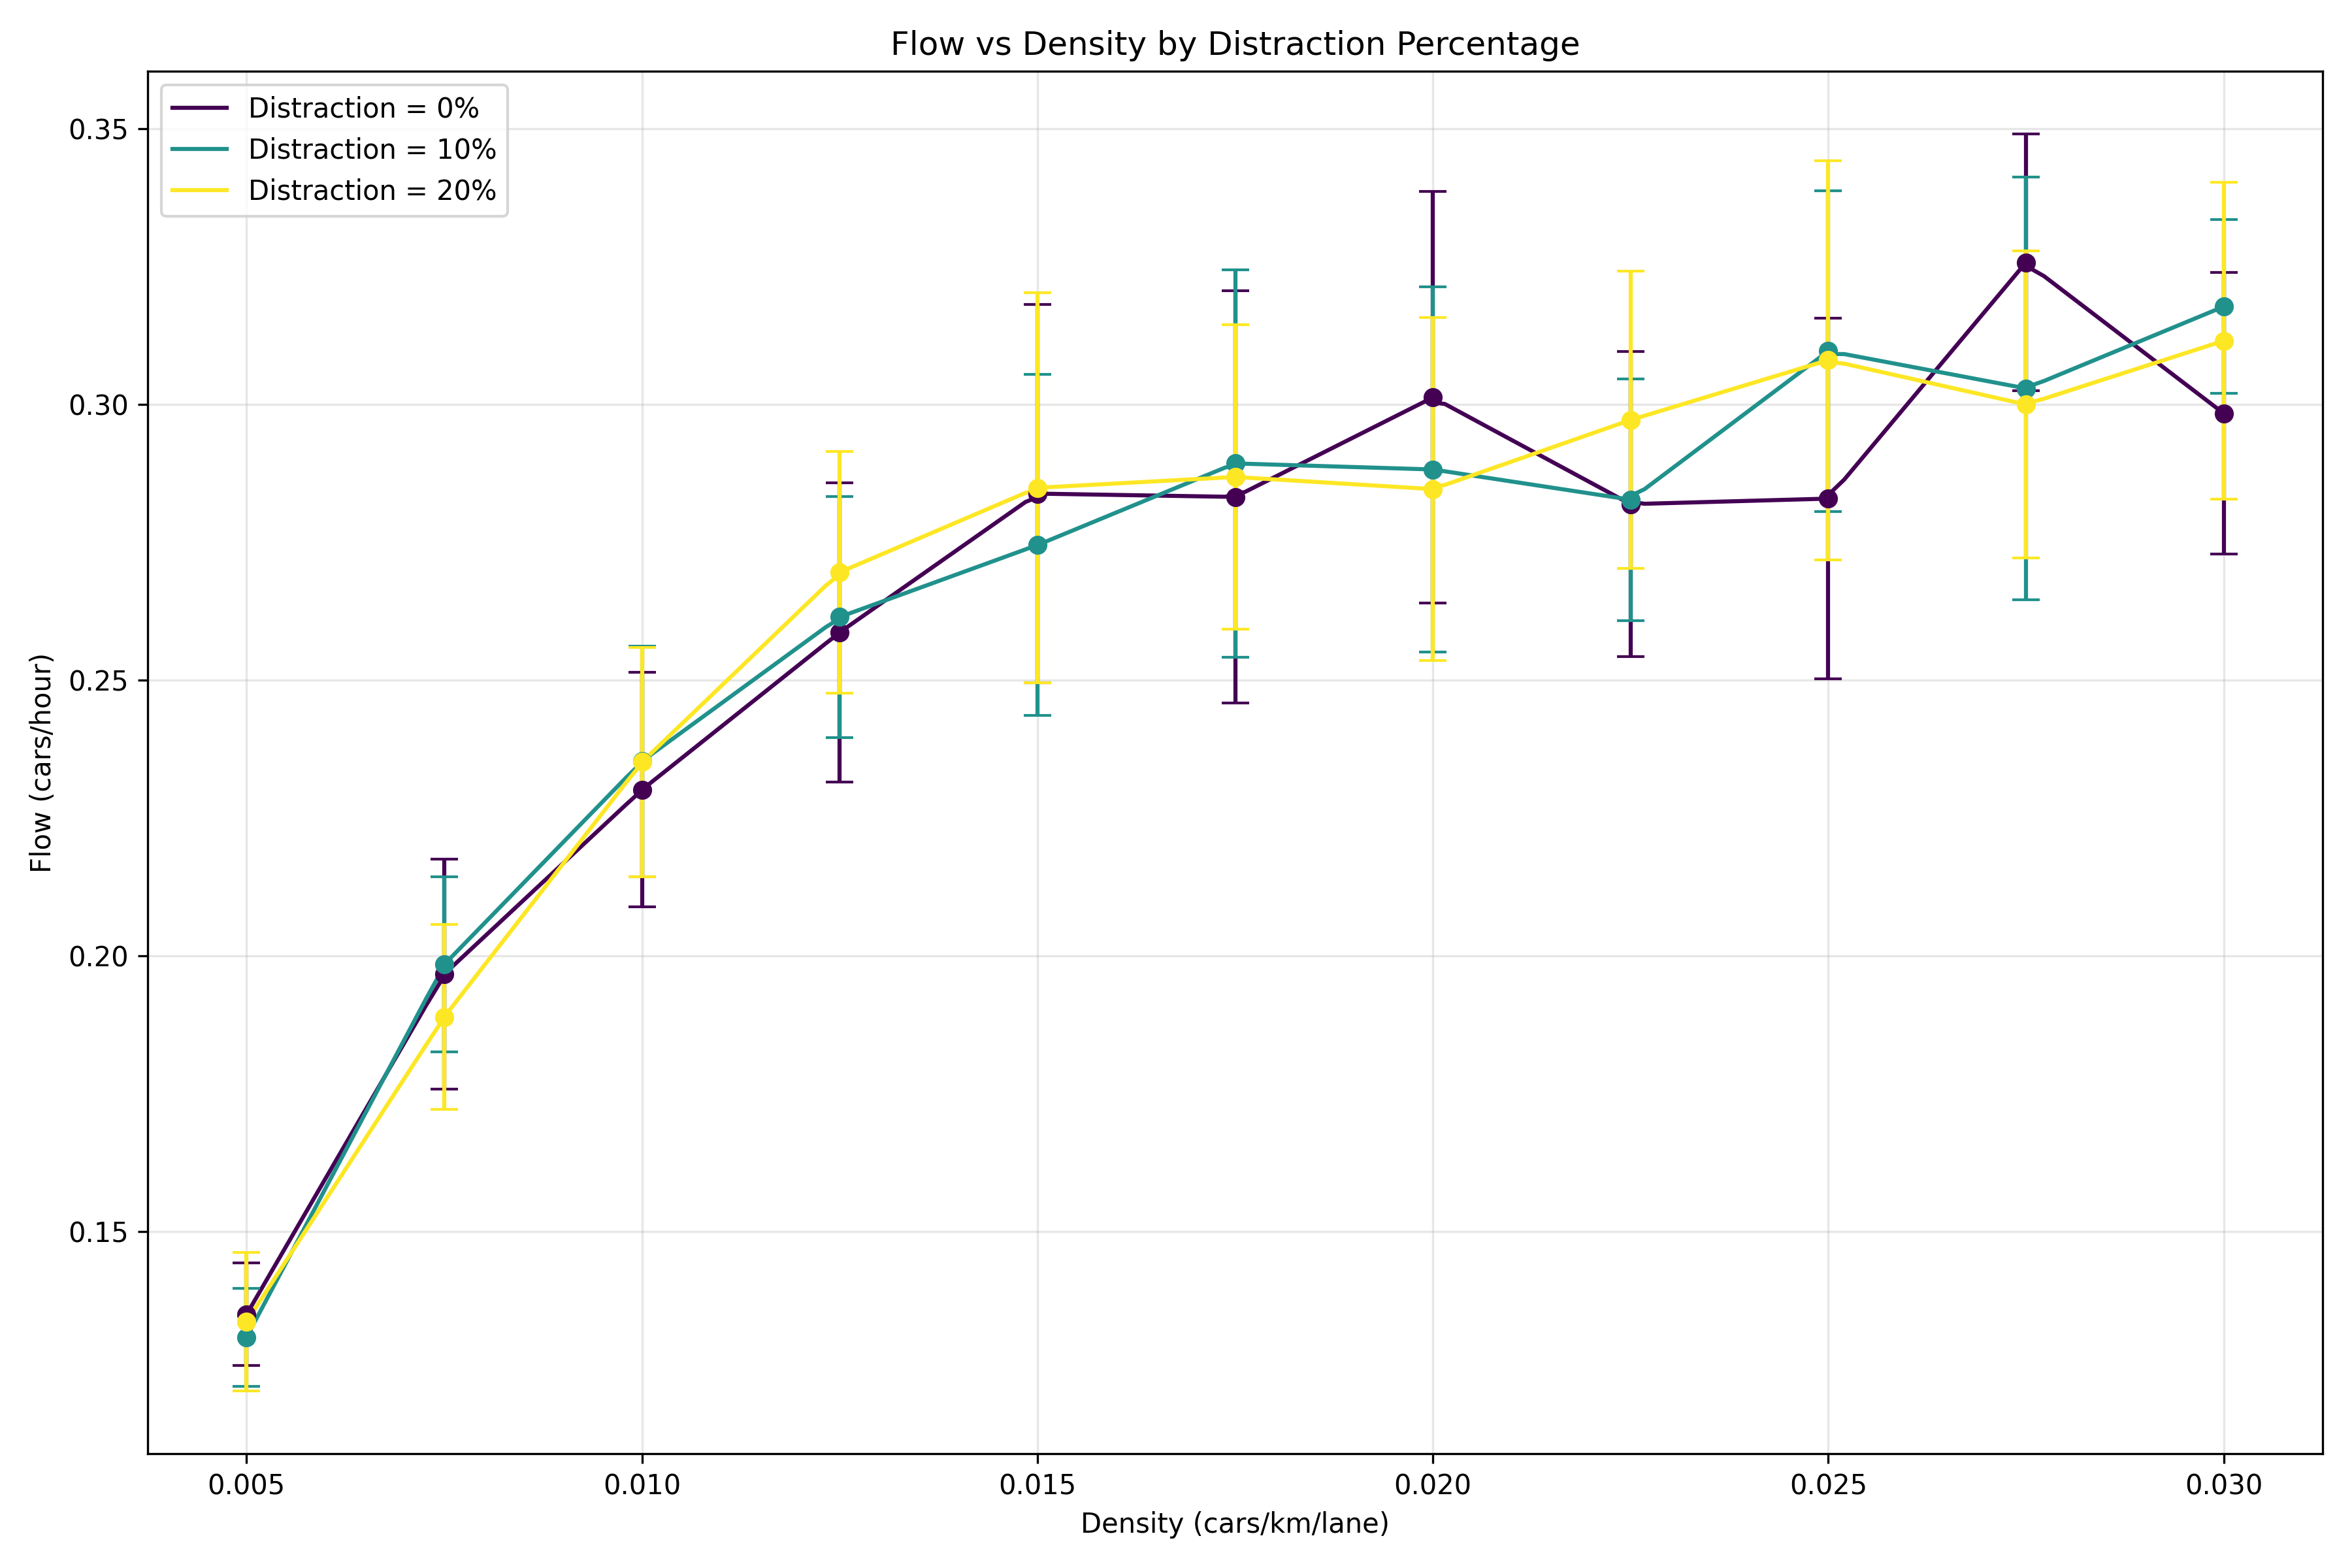 Flow vs Density by Distraction Percentage
Distraction = 0%
Distraction = 10%
Distraction = 20%
Flow (cars/hour)
0.35
0.30
0.25
0.20
0.15
0.005 0.010 0.015 0.020 0.025 0.030
Density (cars/km/lane)